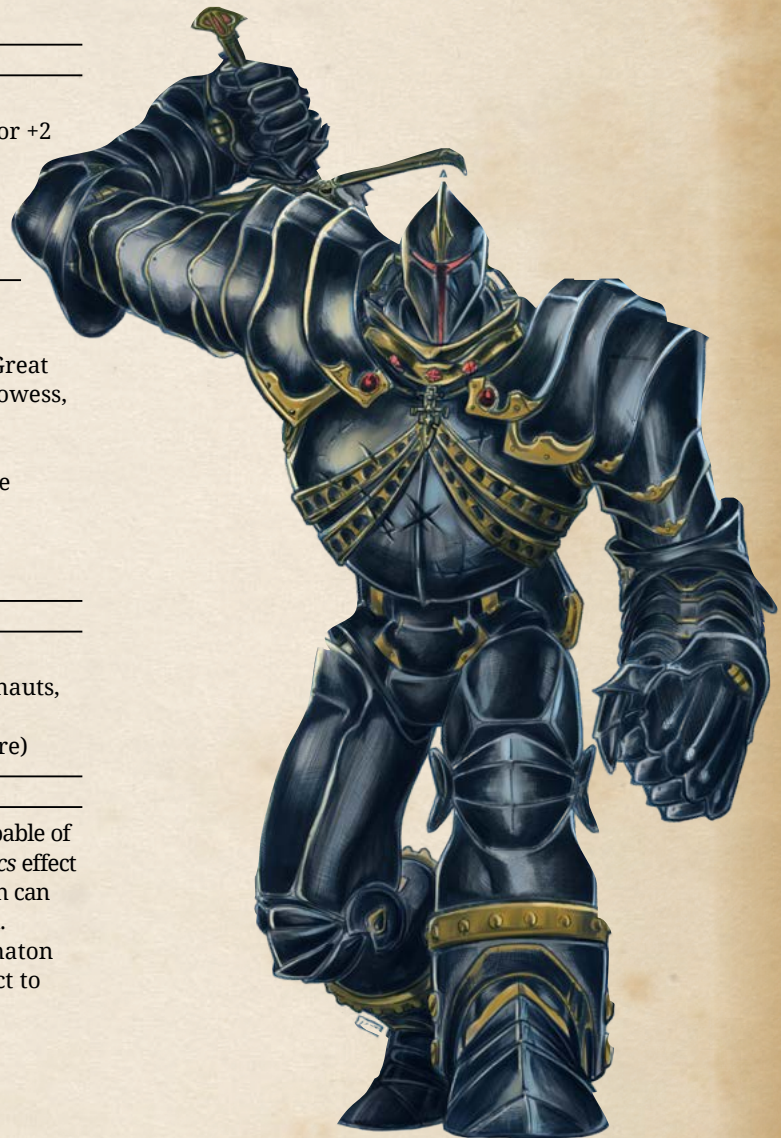 or +2
Great
owess,
e
nauts,
re)
pable of
cs effect
n can
.
naton
ct to